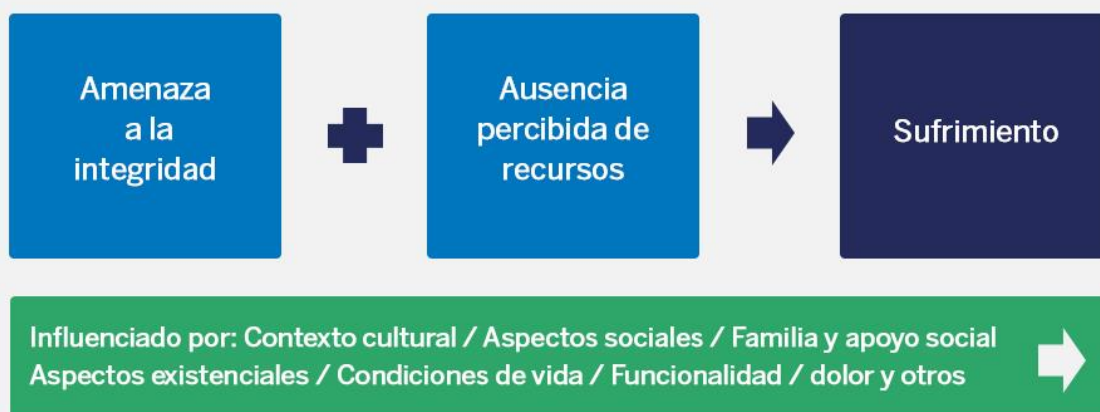 Amenaza
a la
integridad
Ausencia
percibida de
recursos
Sufrimiento
Influenciado por: Contexto cultural / Aspectos sociales / Familia y apoyo social
Aspectos existenciales / Condiciones de vida / Funcionalidad / dolor y otros